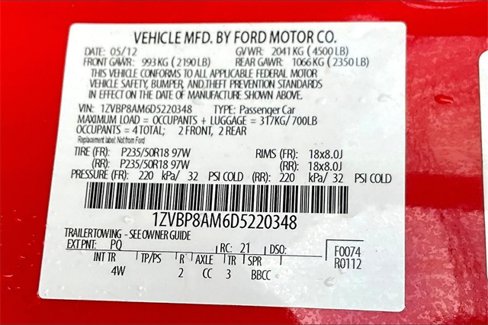 VEHICLE MFD. BY FORD MOTOR CO.
DATE: 05/12 GVWR: 2041 KG ( 4500 LB)
FRONT GAWR: 993 KG ( 2190 LB) REAR GAWR: 1066 KG ( 2350 LB)
THIS VEHICLE CONFORMS TO ALL APPLICABLE FEDERAL MOTOR
VEHICLE SAFETY, BUMPER, AND THEFT PREVENTION STANDARDS
IN EFFECT ON THE DATE OF MANUFACTURE SHOWN ABOVE.
VIN: 1ZVBP8AM6D5220348 TYPE: Passenger Car
MAXIMUM LOAD = OCCUPANTS + LUGGAGE = 317KG/ 700LB
OCCUPANTS = 4 TOTAL; 2 FRONT, 2 REAR
Replacement label; Not from Ford
TIRE (FR): P235/50R18 97W RIMS (FR): 18x8.0J
(RR): P235/50R18 97W (RR): 18x8.0J
PRESSURE (FR): 220 kPa/ 32 PSI COLD (RR): 220 kPa/ 32 PSI COLD
1ZVBP8AM6D5220348
TRAILER TOWING - SEE OWNER GUIDE
EXT PNT: PQ RC: 21 DSO: F0074
INT TR TP/PS R AXLE TR SPR R0112
4W 2 CC 3 BBCC